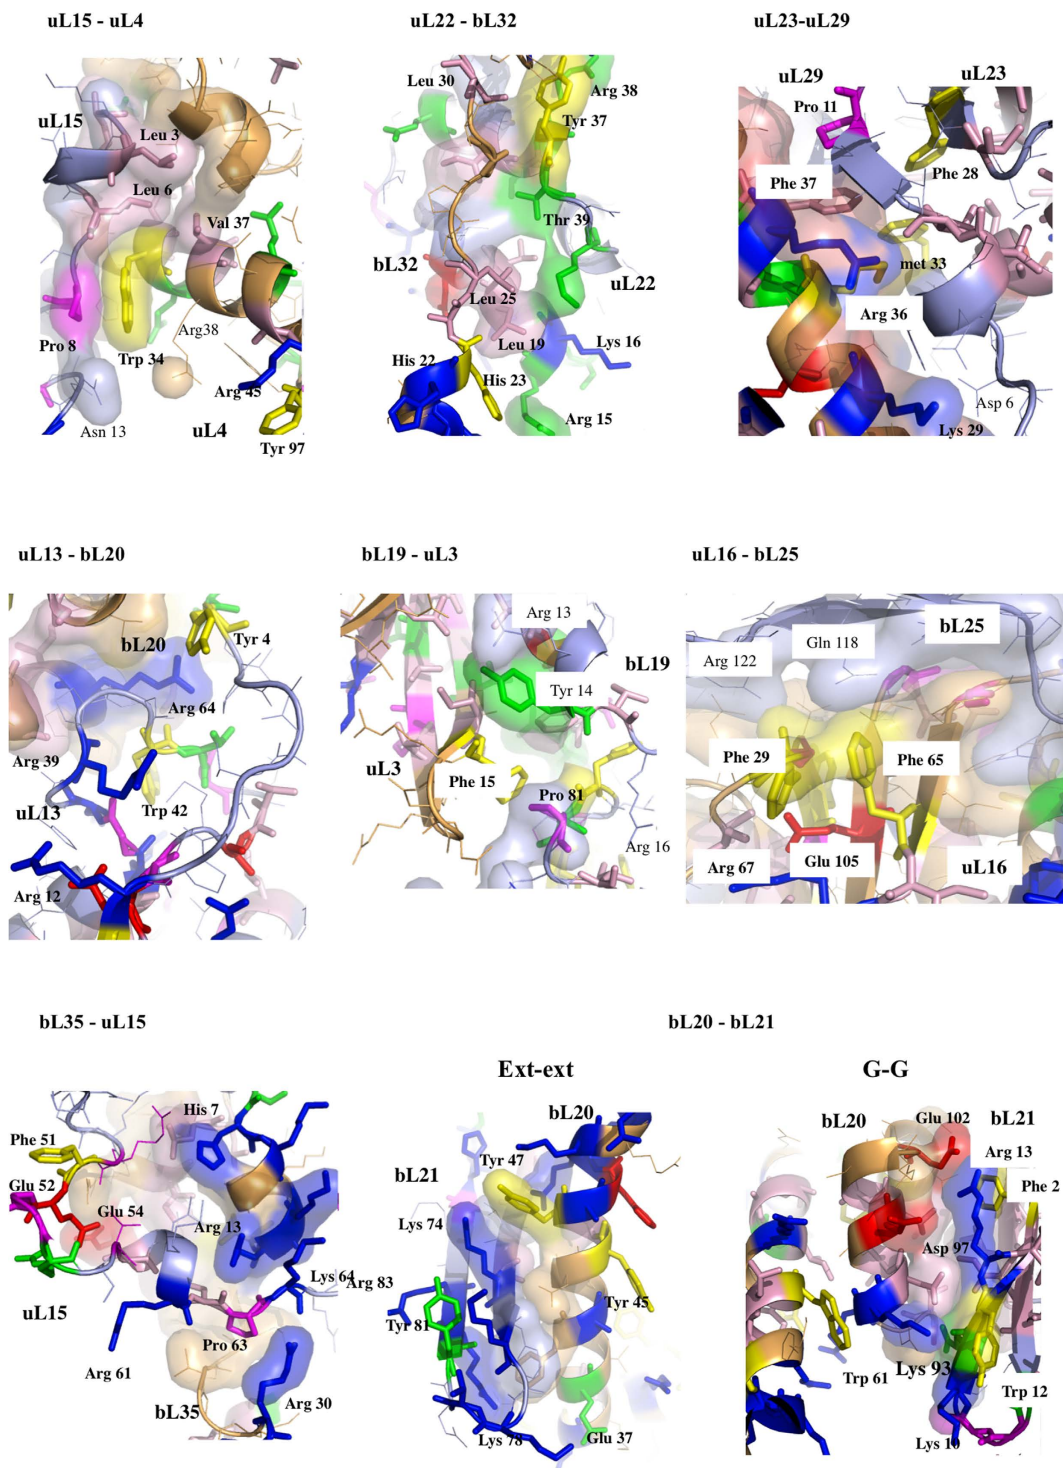 uL15 - uL4
uL22 - bL32
uL23-uL29
uL15
Leu 3
Leu 6
Val 37
Arg38
Pro 8
Trp 34
Arg 45
Asn 13
uL4
Tyr 97
Leu 30
Arg 38
Tyr 37
Thr 39
bL32
uL22
Leu 25
Leu 19
Lys 16
His 22
His 23
Arg 15
uL29
uL23
Pro 11
Phe 37
Phe 28
met 33
Arg 36
Asp 6
Lys 29
uL13 - bL20
bL19 - uL3
uL16 - bL25
bL20
Tyr 4
Arg 64
Arg 39
uL13
Trp 42
Arg 12
Arg 13
bL19
Tyr 14
uL3
Phe 15
Pro 81
Arg 16
bL25
Gln 118
Arg 122
Phe 29
Phe 65
Arg 67
Glu 105
uL16
bL35 - uL15
bL20 - bL21
Ext-ext
G-G
His 7
Phe 51
Glu 52
Glu 54
Arg 13
Lys 64
uL15
Pro 63
Arg 61
bL35
Arg 30
bL20
Tyr 47
bL21
Lys 74
Arg 83
Tyr 45
Tyr 81
Lys 78
Glu 37
bL20
Glu 102
bL21
Arg 13
Phe 2
Asp 97
Trp 61
Lys 93
Trp 12
Lys 10